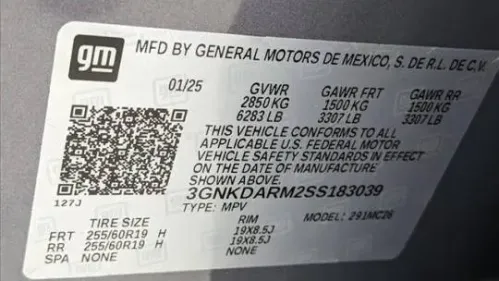 gm MFD BY GENERAL MOTORS DE MEXICO, S. DE R.L. DE C.V.
01/25 GVWR GAWR FRT GAWR RR
2850 KG 1500 KG 1500 KG
6283 LB 3307 LB 3307 LB
THIS VEHICLE CONFORMS TO ALL
APPLICABLE U.S. FEDERAL MOTOR
VEHICLE SAFETY STANDARDS IN EFFECT
ON THE DATE OF MANUFACTURE
SHOWN ABOVE.
3GNKDARM2SS183039
127J TYPE: MPV MODEL: 291MC26
TIRE SIZE RIM
FRT 255/60R19 H 19X8.5J
RR 255/60R19 H 19X8.5J
SPA NONE NONE